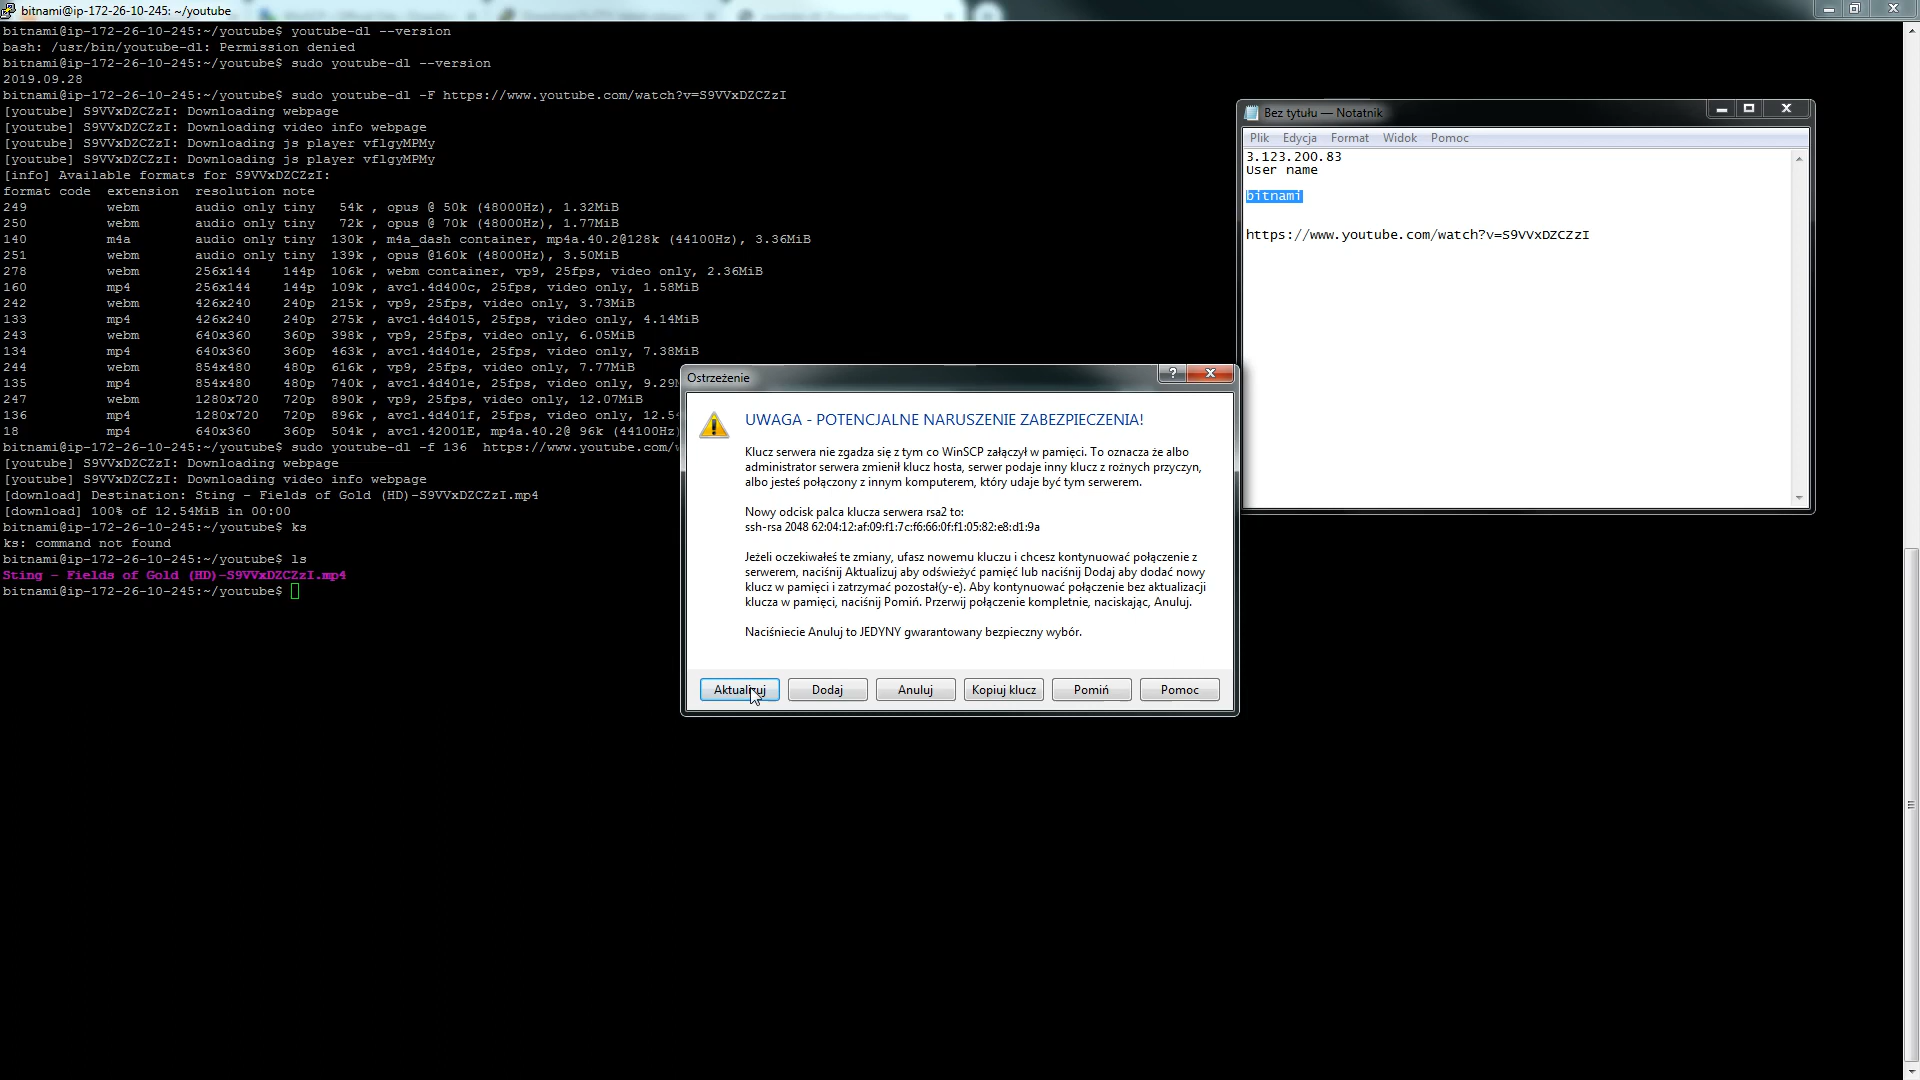 bitnami@ip-172-26-10-245: ~/youtube
bitnami@ip-172-26-10-245:~/youtube$ youtube-dl --version
bash: /usr/bin/youtube-dl: Permission denied
bitnami@ip-172-26-10-245:~/youtube$ sudo youtube-dl --version
2019.09.28
bitnami@ip-172-26-10-245:~/youtube$ sudo youtube-dl -F https://www.youtube.com/watch?v=S9VVxDZCZzI
[youtube] S9VVxDZCZzI: Downloading webpage
[youtube] S9VVxDZCZzI: Downloading video info webpage
[youtube] S9VVxDZCZzI: Downloading js player vflgyMPMy
[youtube] S9VVxDZCZzI: Downloading js player vflgyMPMy
[info] Available formats for S9VVxDZCZzI:
format code  extension  resolution note
249          webm       audio only tiny   54k , opus @ 50k (48000Hz), 1.32MiB
250          webm       audio only tiny   72k , opus @ 70k (48000Hz), 1.77MiB
140          m4a        audio only tiny  130k , m4a_dash container, mp4a.40.2@128k (44100Hz), 3.36MiB
251          webm       audio only tiny  139k , opus @160k (48000Hz), 3.50MiB
278          webm       256x144    144p  106k , webm container, vp9, 25fps, video only, 2.36MiB
160          mp4        256x144    144p  109k , avc1.4d400c, 25fps, video only, 1.58MiB
242          webm       426x240    240p  215k , vp9, 25fps, video only, 3.73MiB
133          mp4        426x240    240p  275k , avc1.4d4015, 25fps, video only, 4.14MiB
243          webm       640x360    360p  398k , vp9, 25fps, video only, 6.05MiB
134          mp4        640x360    360p  463k , avc1.4d401e, 25fps, video only, 7.38MiB
244          webm       854x480    480p  616k , vp9, 25fps, video only, 7.77MiB
135          mp4        854x480    480p  740k , avc1.4d401e, 25fps, video only, 9.29M
247          webm       1280x720   720p  890k , vp9, 25fps, video only, 12.07MiB
136          mp4        1280x720   720p  896k , avc1.4d401f, 25fps, video only, 12.54
18           mp4        640x360    360p  504k , avc1.42001E, mp4a.40.2@ 96k (44100Hz)
bitnami@ip-172-26-10-245:~/youtube$ sudo youtube-dl -f 136  https://www.youtube.com/w
[youtube] S9VVxDZCZzI: Downloading webpage
[youtube] S9VVxDZCZzI: Downloading video info webpage
[download] Destination: Sting - Fields of Gold (HD)-S9VVxDZCZzI.mp4
[download] 100% of 12.54MiB in 00:00
bitnami@ip-172-26-10-245:~/youtube$ ks
ks: command not found
bitnami@ip-172-26-10-245:~/youtube$ ls
Sting - Fields of Gold (HD)-S9VVxDZCZzI.mp4
bitnami@ip-172-26-10-245:~/youtube$
Bez tytułu — Notatnik
Plik Edycja Format Widok Pomoc
3.123.200.83
User name
bitnami
https://www.youtube.com/watch?v=S9VVxDZCZzI
Ostrzeżenie
UWAGA - POTENCJALNE NARUSZENIE ZABEZPIECZENIA!
Klucz serwera nie zgadza się z tym co WinSCP załączył w pamięci. To oznacza że albo
administrator serwera zmienił klucz hosta, serwer podaje inny klucz z rożnych przyczyn,
albo jesteś połączony z innym komputerem, który udaje być tym serwerem.
Nowy odcisk palca klucza serwera rsa2 to:
ssh-rsa 2048 62:04:12:af:09:f1:7c:f6:66:0f:f1:05:82:e8:d1:9a
Jeżeli oczekiwałeś te zmiany, ufasz nowemu kluczu i chcesz kontynuować połączenie z
serwerem, naciśnij Aktualizuj aby odświeżyć pamięć lub naciśnij Dodaj aby dodać nowy
klucz w pamięci i zatrzymać pozostał(y-e). Aby kontynuować połączenie bez aktualizacji
klucza w pamięci, naciśnij Pomiń. Przerwij połączenie kompletnie, naciskając, Anuluj.
Naciśniecie Anuluj to JEDYNY gwarantowany bezpieczny wybór.
Aktualizuj Dodaj Anuluj Kopiuj klucz Pomiń Pomoc